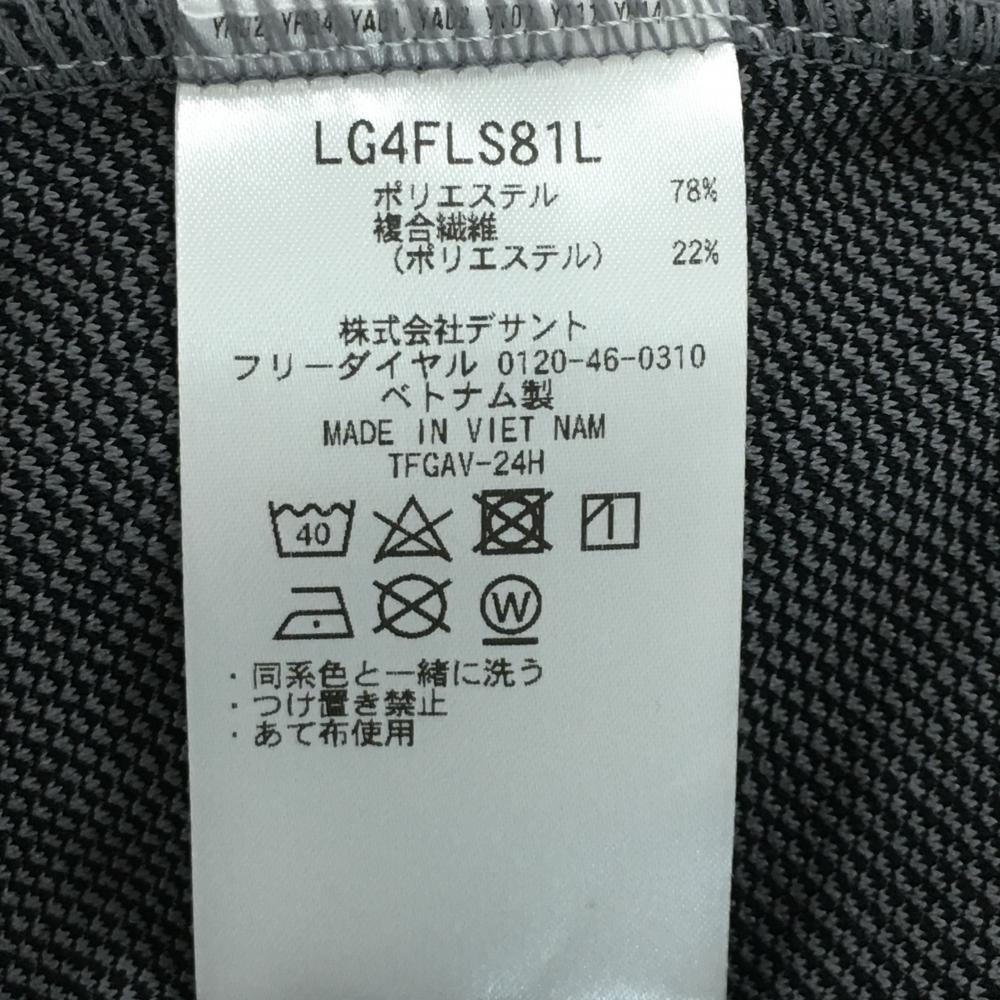 LG4FLS81L
ポリエステル 78%
複合繊維
(ポリエステル) 22%
株式会社デサント
フリーダイヤル 0120-46-0310
ベトナム製
MADE IN VIET NAM
TFGAV-24H
40
W
・同系色と一緒に洗う
・つけ置き禁止
・あて布使用